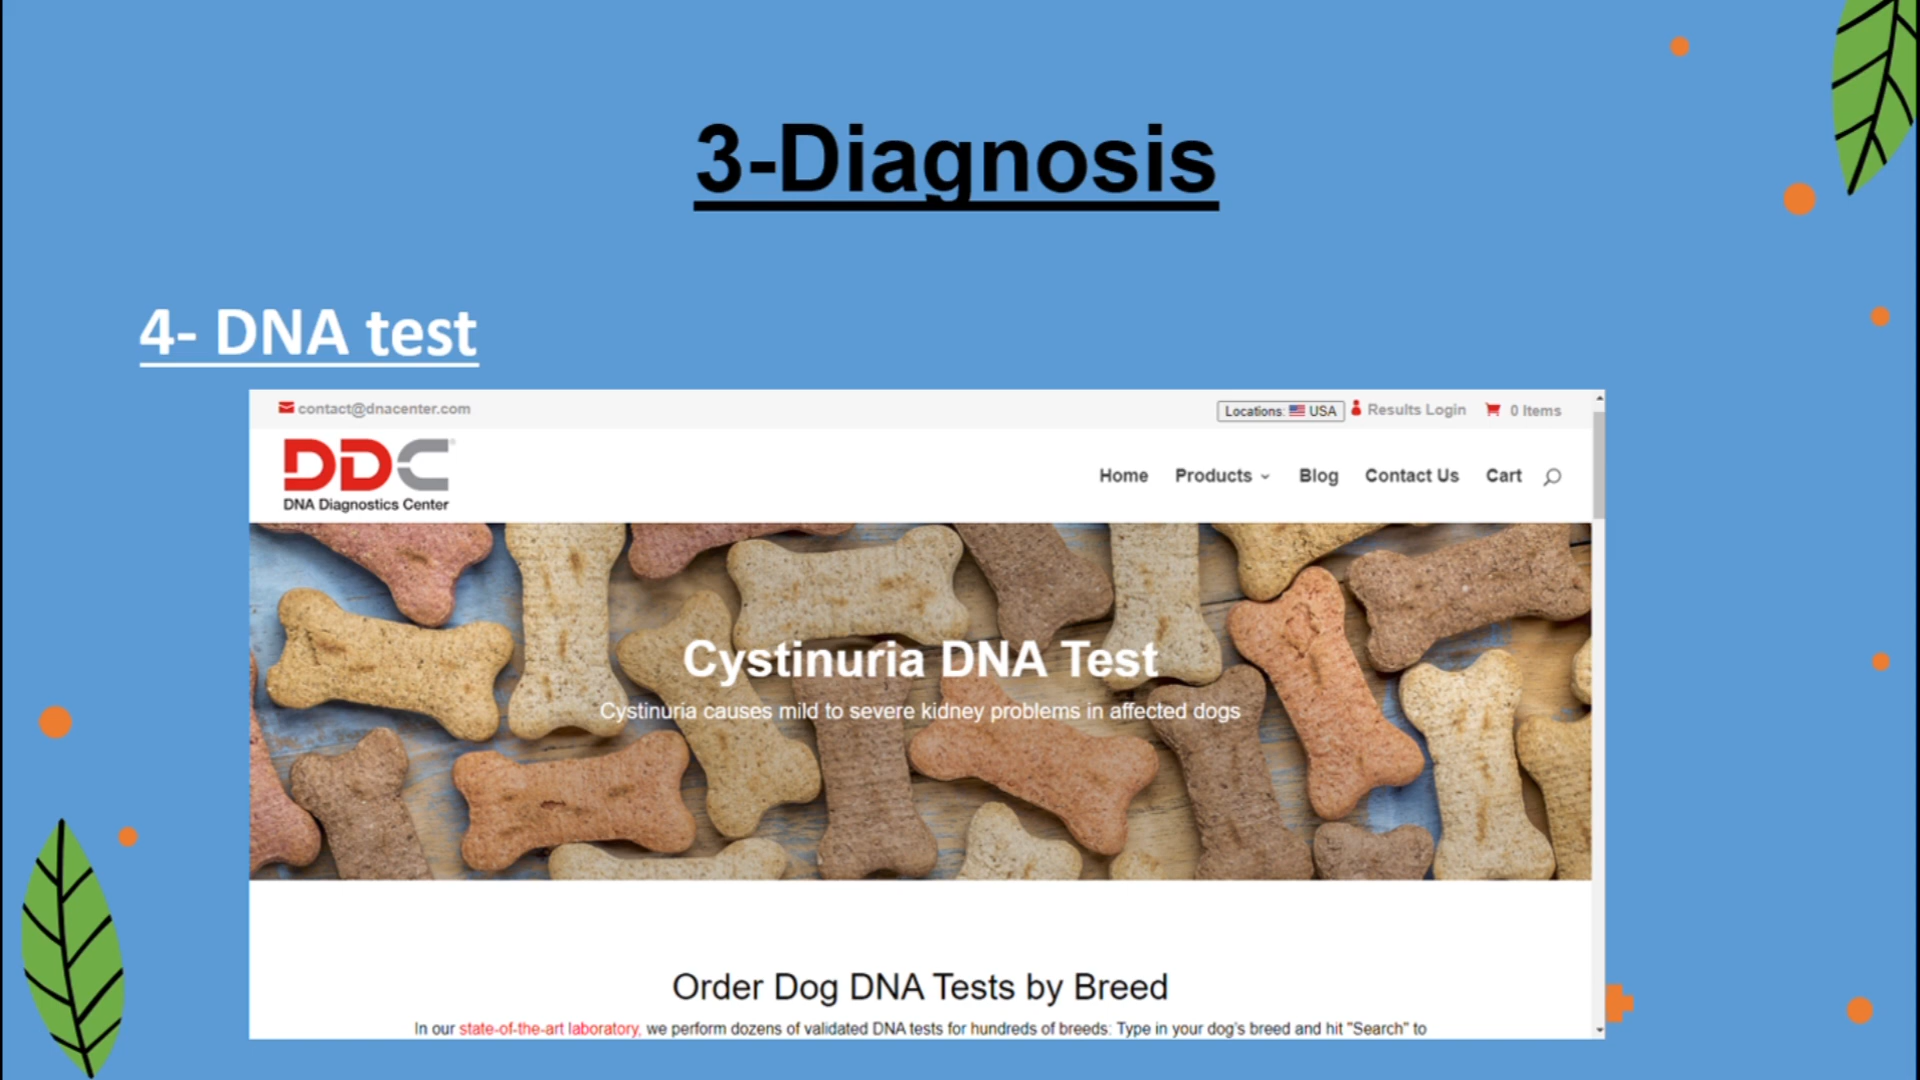 3-Diagnosis
4- DNA test
contact@dnacenter.com
Locations: USA Results Login 0 Items
DDC
DNA Diagnostics Center
Home Products Blog Contact Us Cart
Cystinuria DNA Test
Cystinuria causes mild to severe kidney problems in affected dogs
Order Dog DNA Tests by Breed
In our state-of-the-art laboratory, we perform dozens of validated DNA tests for hundreds of breeds: Type in your dog's breed and hit "Search" to